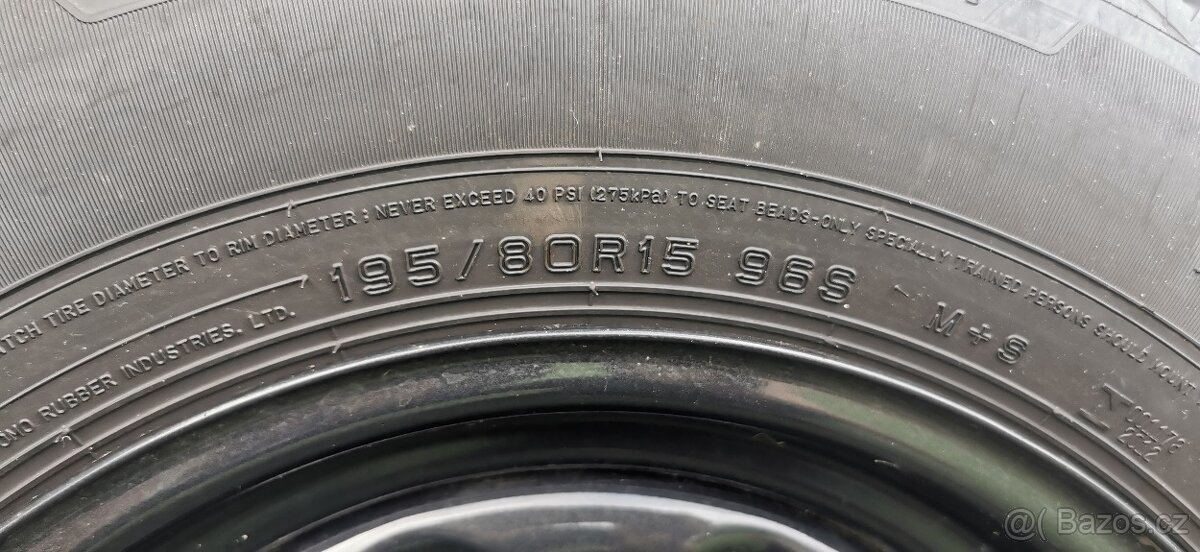 TIRE DIAMETER TO RIM DIAMETER : NEVER EXCEED 40 PSI (275kPa) TO SEAT BEADS-ONLY SPECIALLY TRAINED PERSONS SHOULD MOUNT
RUBBER INDUSTRIES, LTD.
195/80R15 96S
M+S
@( Bazos.cz